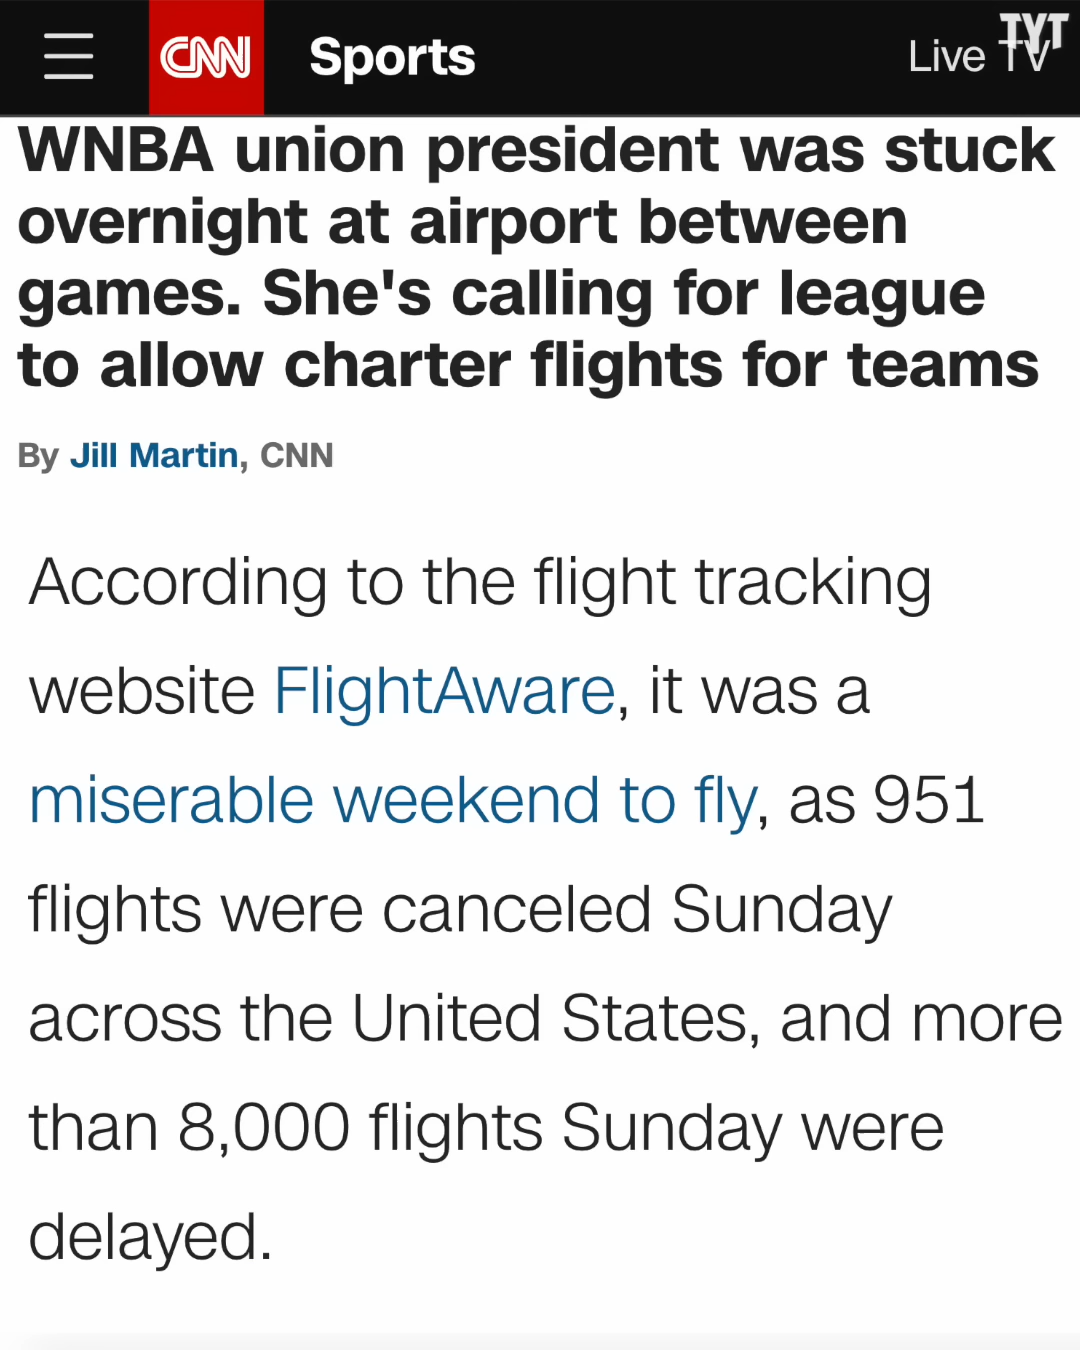 CNN Sports Live TV TYT
WNBA union president was stuck
overnight at airport between
games. She's calling for league
to allow charter flights for teams
By Jill Martin, CNN
According to the flight tracking
website FlightAware, it was a
miserable weekend to fly, as 951
flights were canceled Sunday
across the United States, and more
than 8,000 flights Sunday were
delayed.